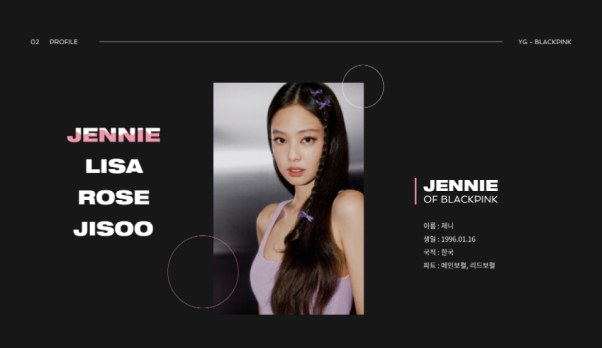 02 PROFILE
YG - BLACKPINK
JENNIE
LISA
ROSE
JISOO
JENNIE
OF BLACKPINK
이름 : 제니
생일 : 1996.01.16
국적 : 한국
파트 : 메인보컬, 리드보컬